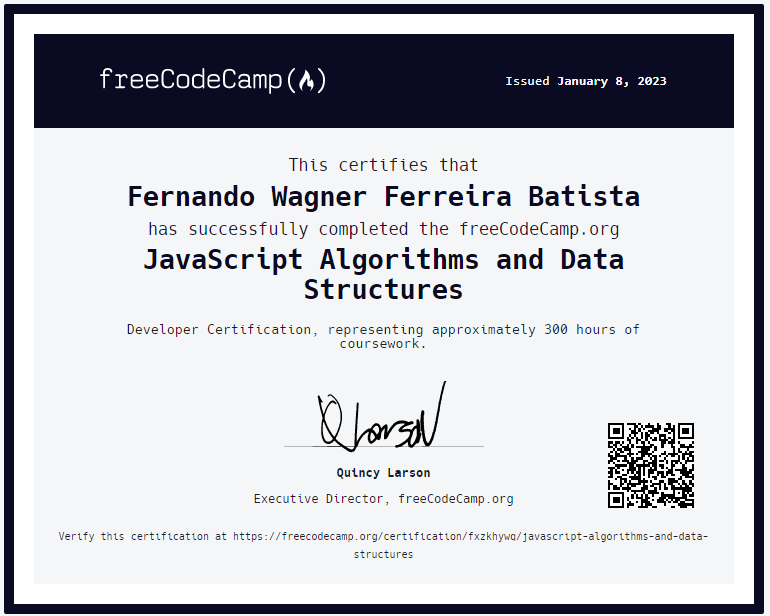 freeCodeCamp(🔥)
Issued January 8, 2023
This certifies that
Fernando Wagner Ferreira Batista
has successfully completed the freeCodeCamp.org
JavaScript Algorithms and Data
Structures
Developer Certification, representing approximately 300 hours of
coursework.
Q Larson
Quincy Larson
Executive Director, freeCodeCamp.org
Verify this certification at https://freecodecamp.org/certification/fxzkhywq/javascript-algorithms-and-data-
structures